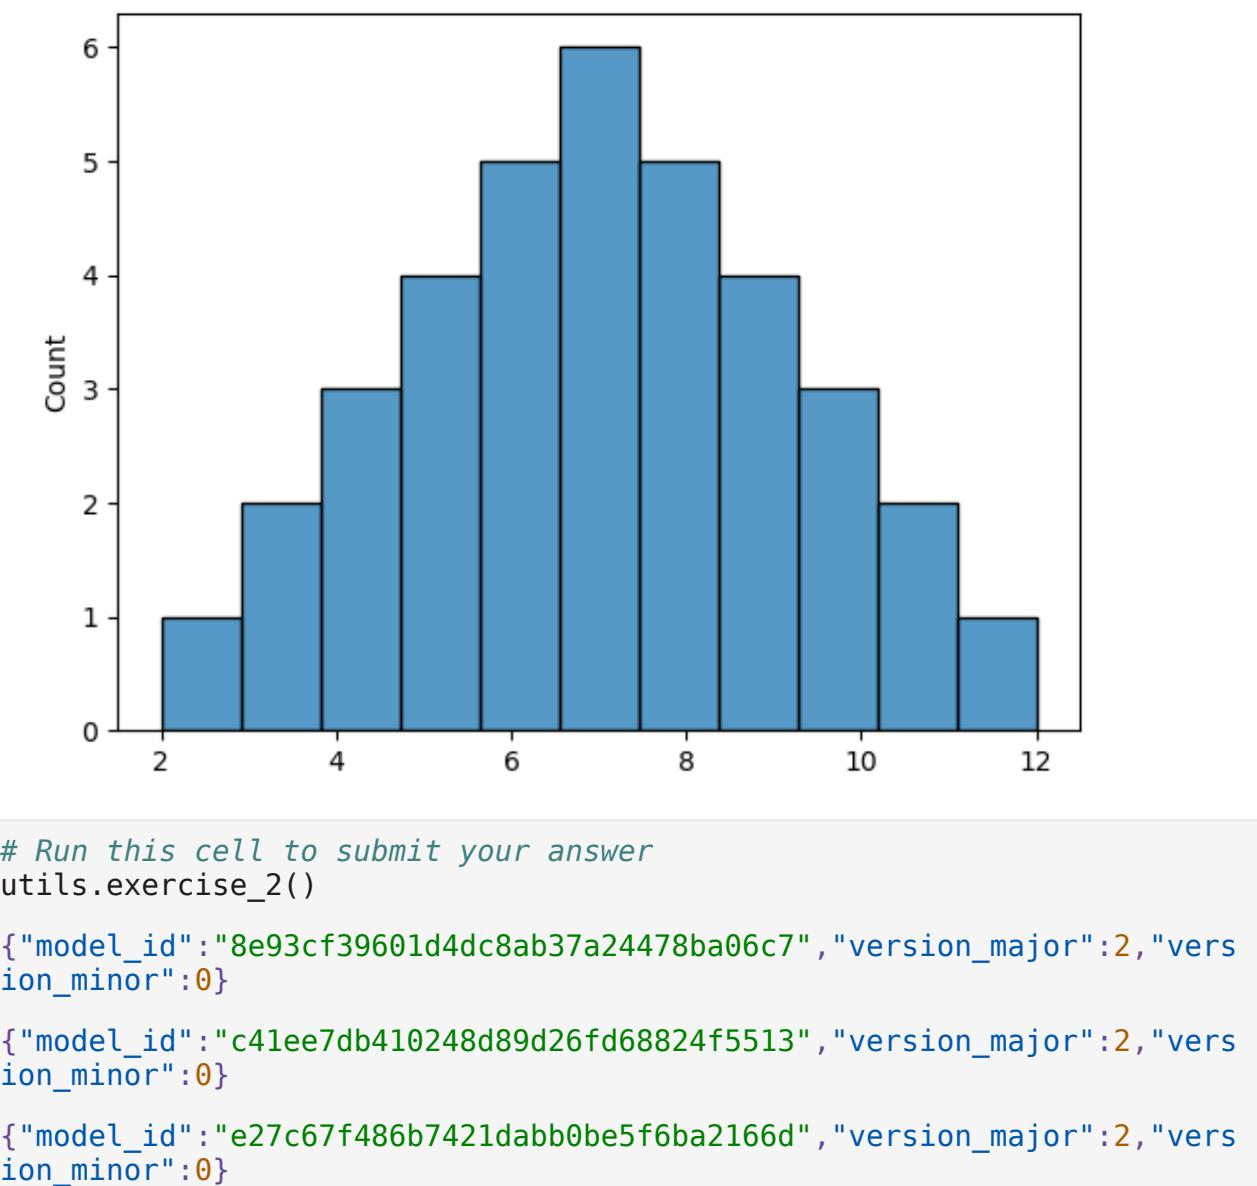 6
5
4
3
2
1
0
Count
2 4 6 8 10 12
# Run this cell to submit your answer
utils.exercise_2()
{"model_id":"8e93cf39601d4dc8ab37a24478ba06c7","version_major":2,"vers
ion_minor":0}
{"model_id":"c41ee7db410248d89d26fd68824f5513","version_major":2,"vers
ion_minor":0}
{"model_id":"e27c67f486b7421dabb0be5f6ba2166d","version_major":2,"vers
ion_minor":0}